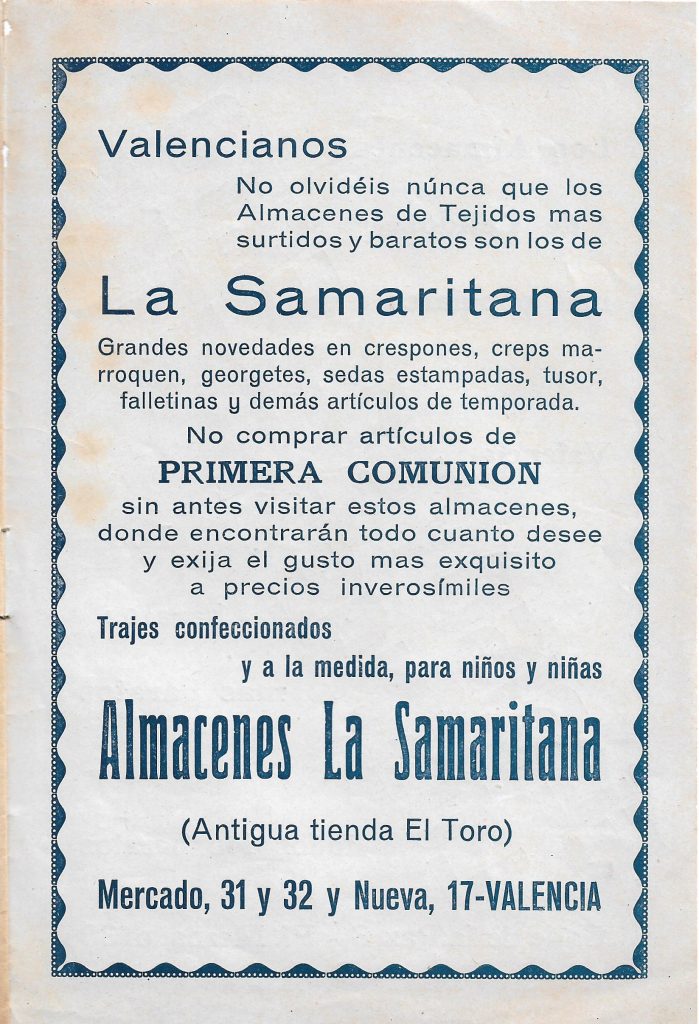 Valencianos
No olvidéis núnca que los
Almacenes de Tejidos mas
surtidos y baratos son los de
La Samaritana
Grandes novedades en crespones, creps ma-
rroquen, georgetes, sedas estampadas, tusor,
falletinas y demás artículos de temporada.
No comprar artículos de
PRIMERA COMUNION
sin antes visitar estos almacenes,
donde encontrarán todo cuanto desee
y exija el gusto mas exquisito
a precios inverosímiles
Trajes confeccionados
y a la medida, para niños y niñas
Almacenes La Samaritana
(Antigua tienda El Toro)
Mercado, 31 y 32 y Nueva, 17-VALENCIA